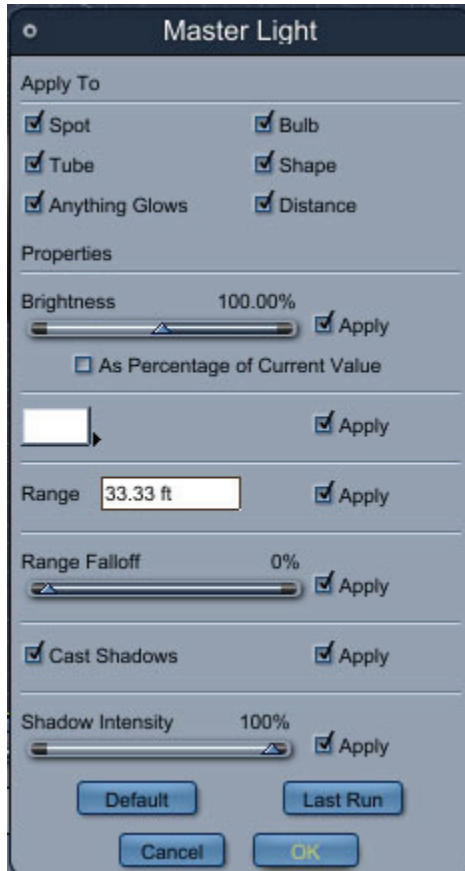 Master Light
Apply To
Spot Bulb
Tube Shape
Anything Glows Distance
Properties
Brightness 100.00%
Apply
As Percentage of Current Value
Apply
Range 33.33 ft Apply
Range Falloff 0%
Apply
Cast Shadows Apply
Shadow Intensity 100%
Apply
Default Last Run
Cancel OK